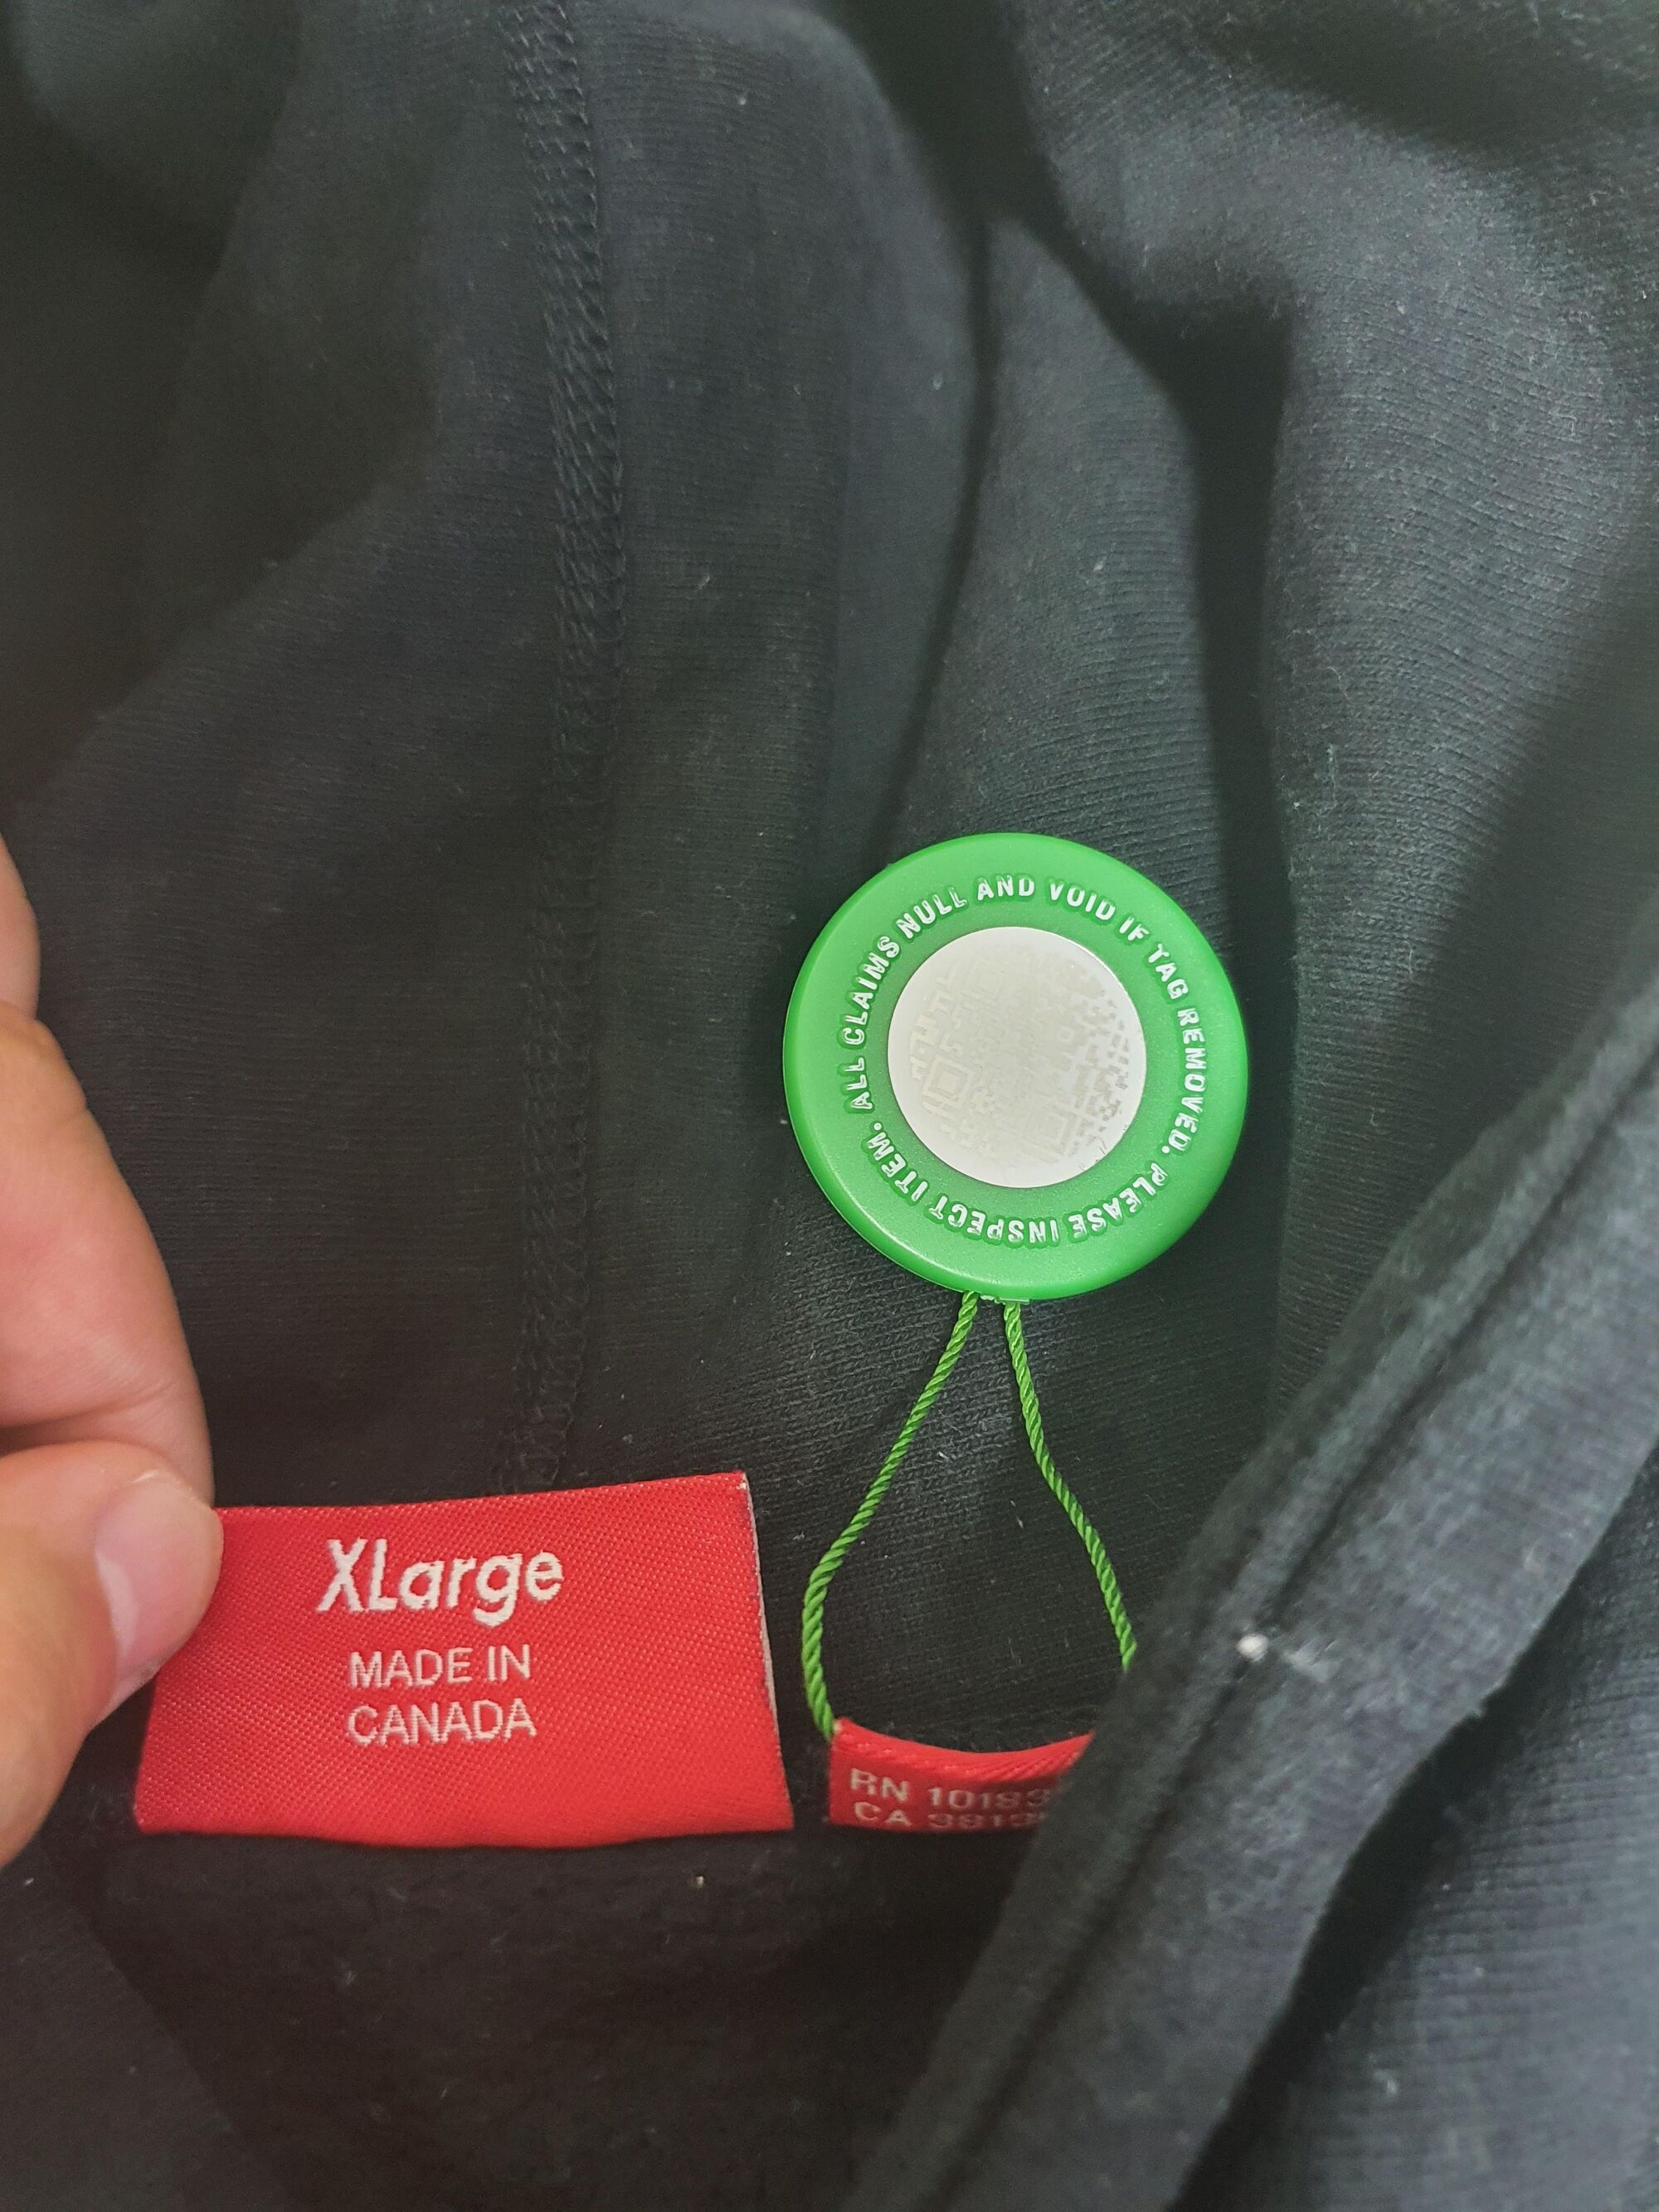 ALL CLAIMS NULL AND VOID IF TAG REMOVED. PLEASE INSPECT ITEM.
XLarge
MADE IN
CANADA
RN
CA